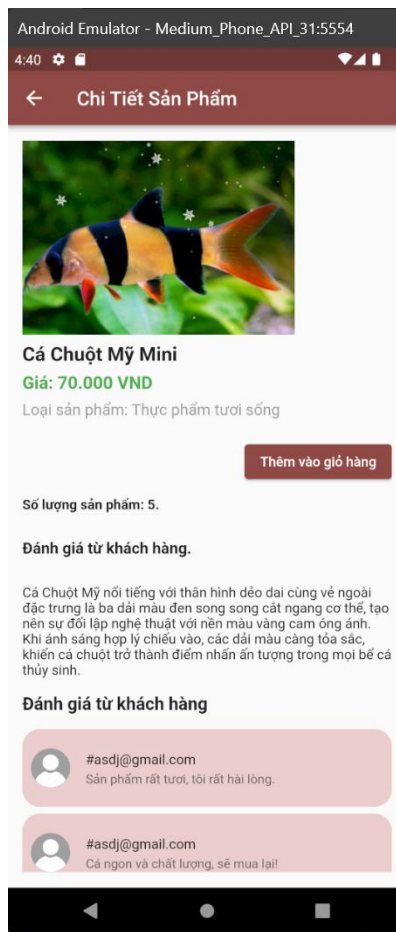 Android Emulator - Medium_Phone_API_31:5554
4:40
Chi Tiết Sản Phẩm
Cá Chuột Mỹ Mini
Giá: 70.000 VND
Loại sản phẩm: Thực phẩm tươi sống
Thêm vào giỏ hàng
Số lượng sản phẩm: 5.
Đánh giá từ khách hàng.
Cá Chuột Mỹ nổi tiếng với thân hình dẻo dai cùng vẻ ngoài
đặc trưng là ba dải màu đen song song cắt ngang cơ thể, tạo
nên sự đối lập nghệ thuật với nền màu vàng cam óng ánh.
Khi ánh sáng hợp lý chiếu vào, các dải màu càng tỏa sắc,
khiến cá chuột trở thành điểm nhấn ấn tượng trong mọi bể cá
thủy sinh.
Đánh giá từ khách hàng
#asdj@gmail.com
Sản phẩm rất tươi, tôi rất hài lòng.
#asdj@gmail.com
Cá ngon và chất lượng, sẽ mua lại!